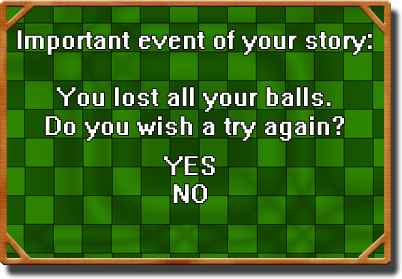 Important event of your story:
You lost all your balls.
Do you wish a try again?
YES
NO